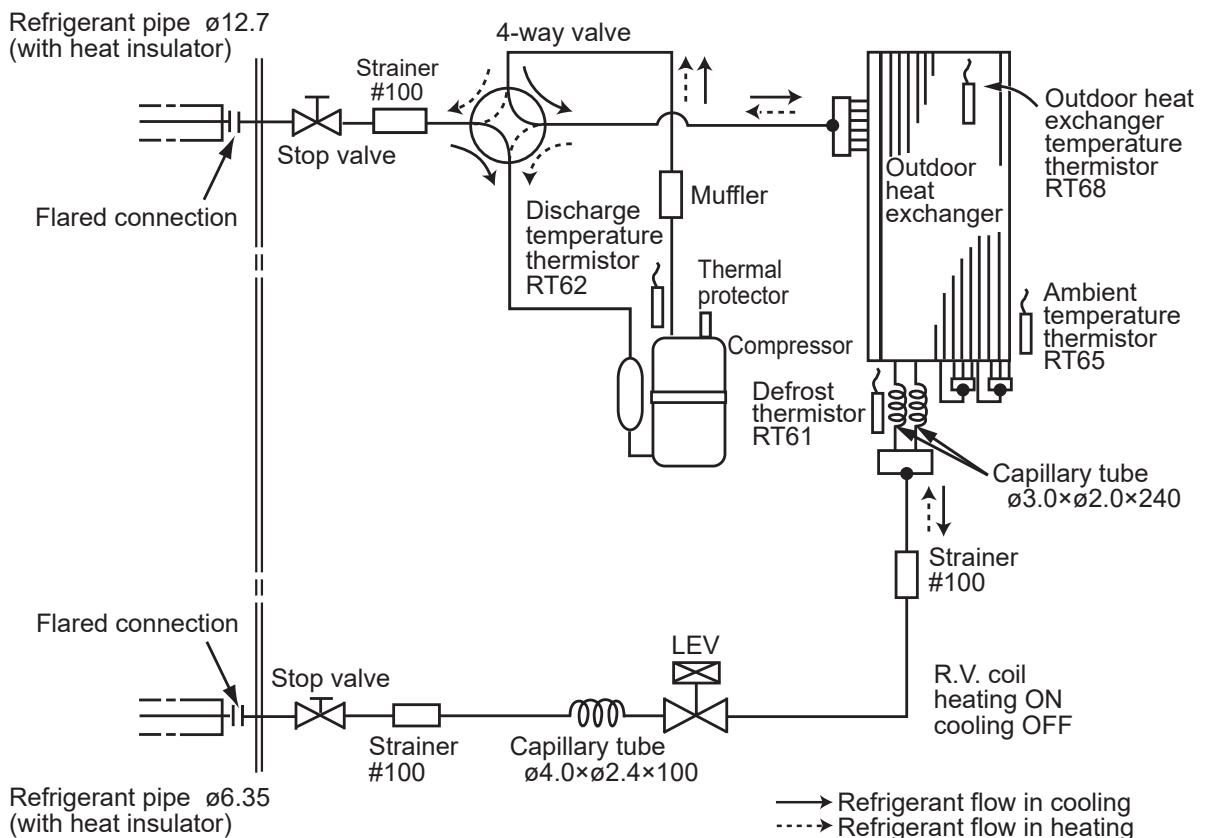 Refrigerant pipe ø12.7
(with heat insulator)
4-way valve
Strainer
#100
Stop valve
Flared connection
Muffler
Discharge
temperature
thermistor
RT62
Thermal
protector
Compressor
Outdoor
heat
exchanger
Outdoor heat
exchanger
temperature
thermistor
RT68
Ambient
temperature
thermistor
RT65
Defrost
thermistor
RT61
Capillary tube
ø3.0×ø2.0×240
Strainer
#100
Flared connection
Stop valve
Strainer
#100
Capillary tube
ø4.0×ø2.4×100
LEV
R.V. coil
heating ON
cooling OFF
Refrigerant pipe ø6.35
(with heat insulator)
Refrigerant flow in cooling
Refrigerant flow in heating